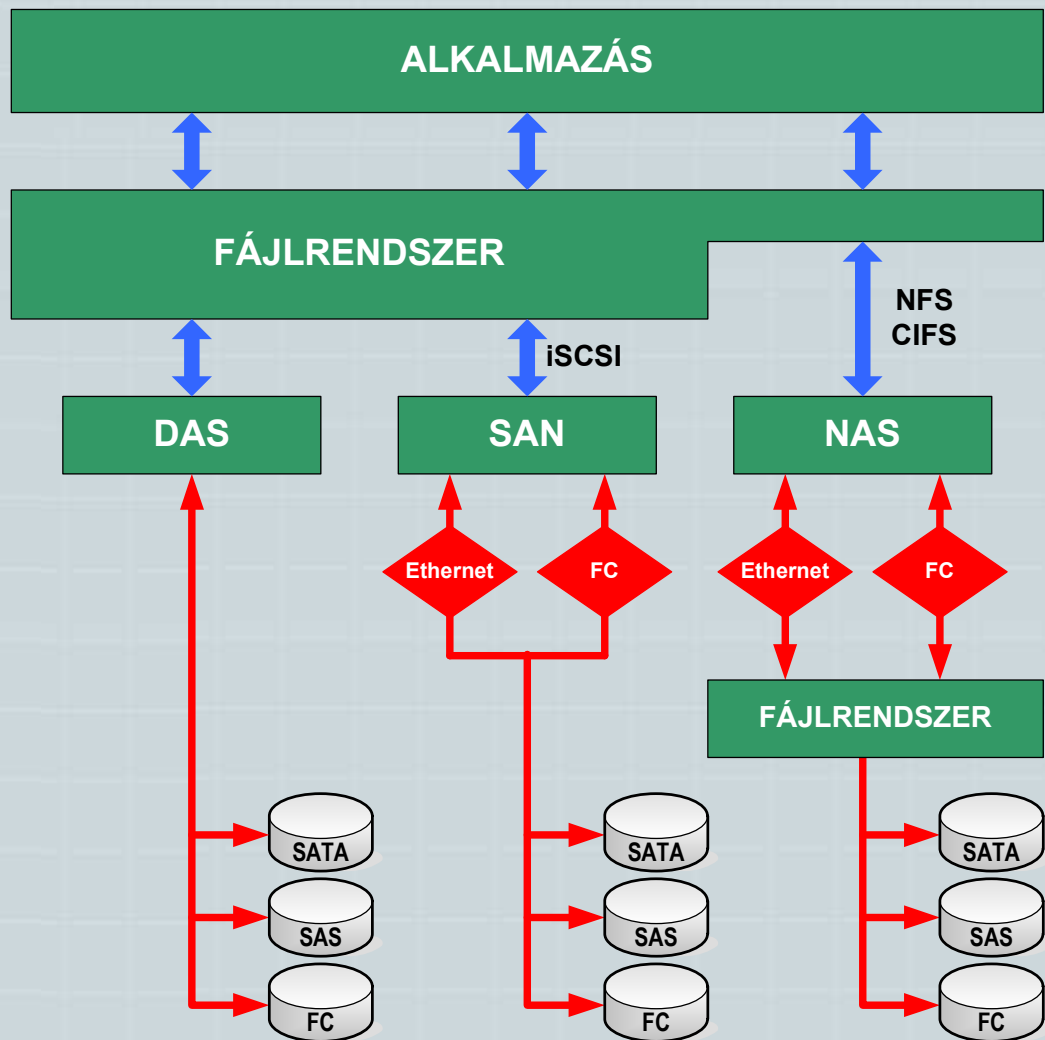 ALKALMAZÁS
FÁJLRENDSZER
NFS
CIFS
iSCSI
DAS
SAN
NAS
Ethernet
FC
Ethernet
FC
FÁJLRENDSZER
SATA
SATA
SATA
SAS
SAS
SAS
FC
FC
FC